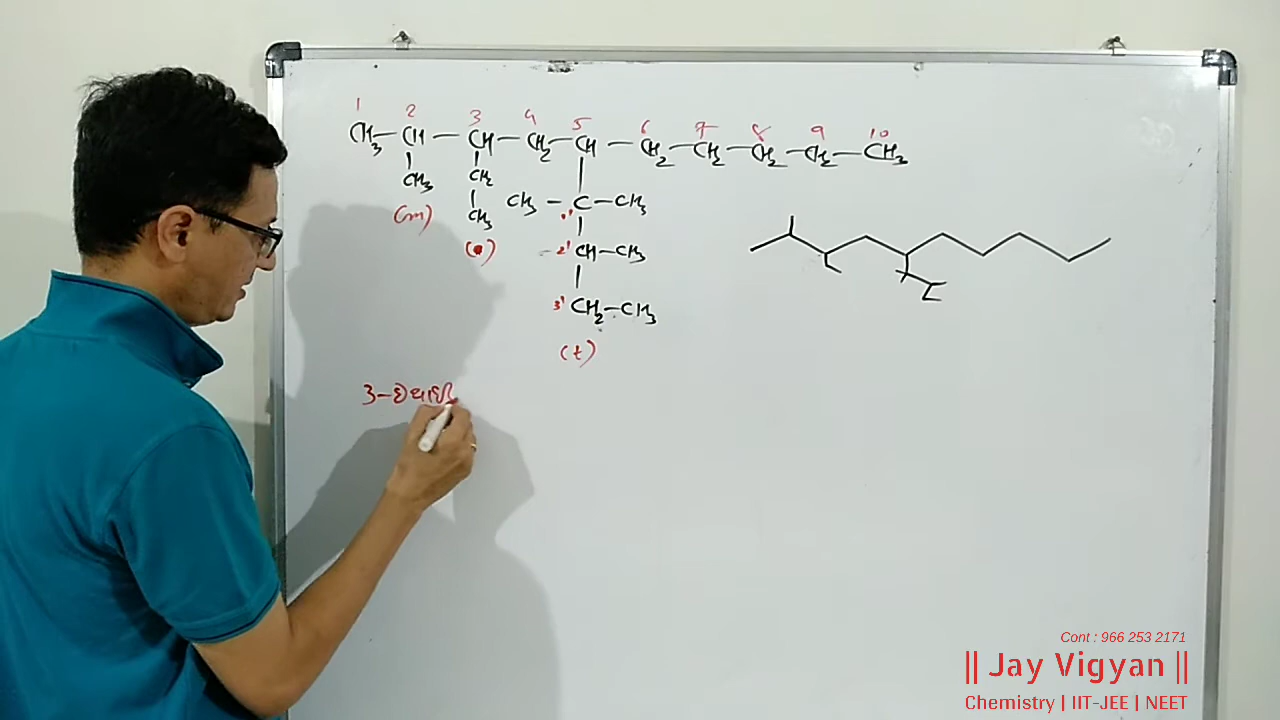 1 2 3 4 5 6 7 8 9 10
CH₃—CH—CH—CH₂—CH—CH₂—CH₂—CH₂—CH₂—CH₃
CH₃ CH₂ CH₃—C—CH₃
(m) CH₃ 1'
2' CH—CH₃
3' CH₂—CH₃
(t)
3-ઇથાઈલ
Cont : 966 253 2171
|| Jay Vigyan ||
Chemistry | IIT-JEE | NEET